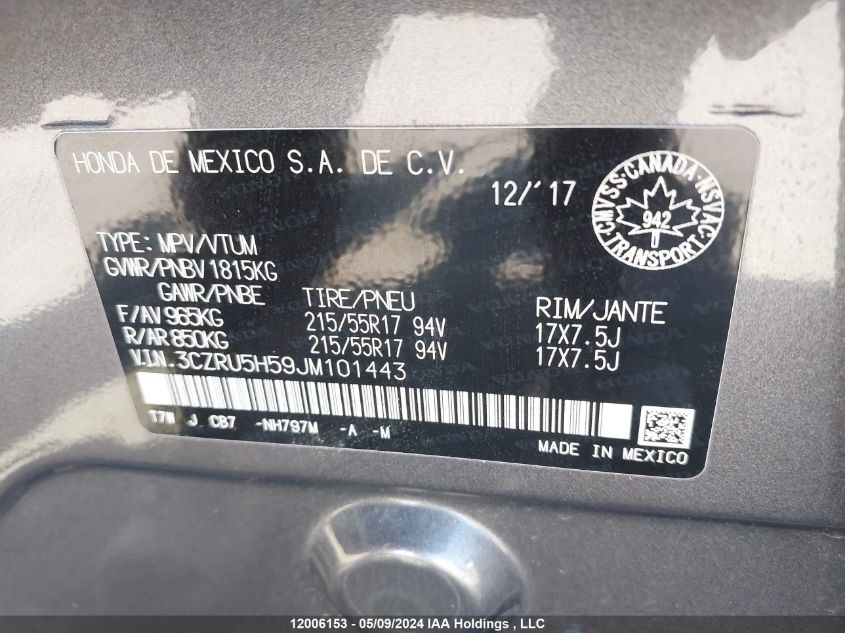 HONDA DE MEXICO S.A. DE C.V.
12/'17
CMVSS·CANADA·NSVAC
942
TRANSPORT
TYPE: MPV/VTUM
GVWR/PNBV 1815KG
GAWR/PNBE TIRE/PNEU RIM/JANTE
F/AV 965KG 215/55R17 94V 17X7.5J
R/AR 850KG 215/55R17 94V 17X7.5J
V.I.N. 3CZRU5H59JM101443
J CB7 -NH797M -A -M
MADE IN MEXICO
12006153 - 05/09/2024 IAA Holdings , LLC